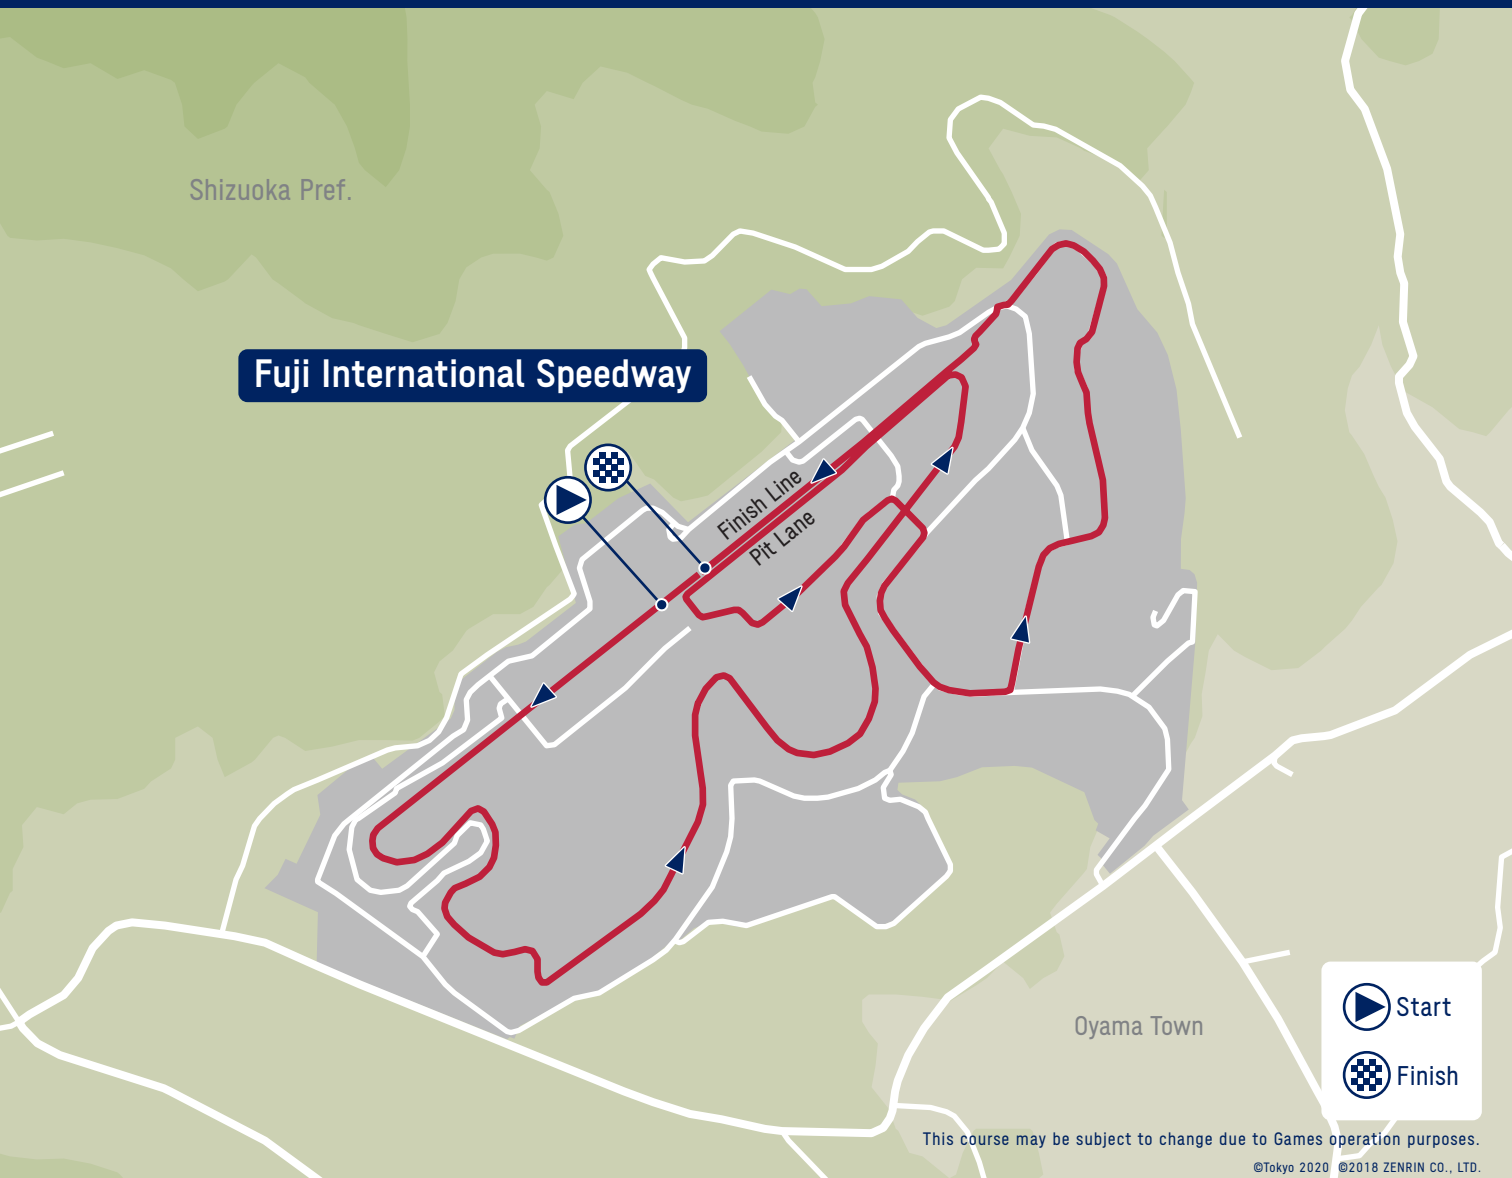 Shizuoka Pref.
Fuji International Speedway
Finish Line
Pit Lane
Oyama Town
Start
Finish
This course may be subject to change due to Games operation purposes.
©Tokyo 2020 ©2018 ZENRIN CO., LTD.